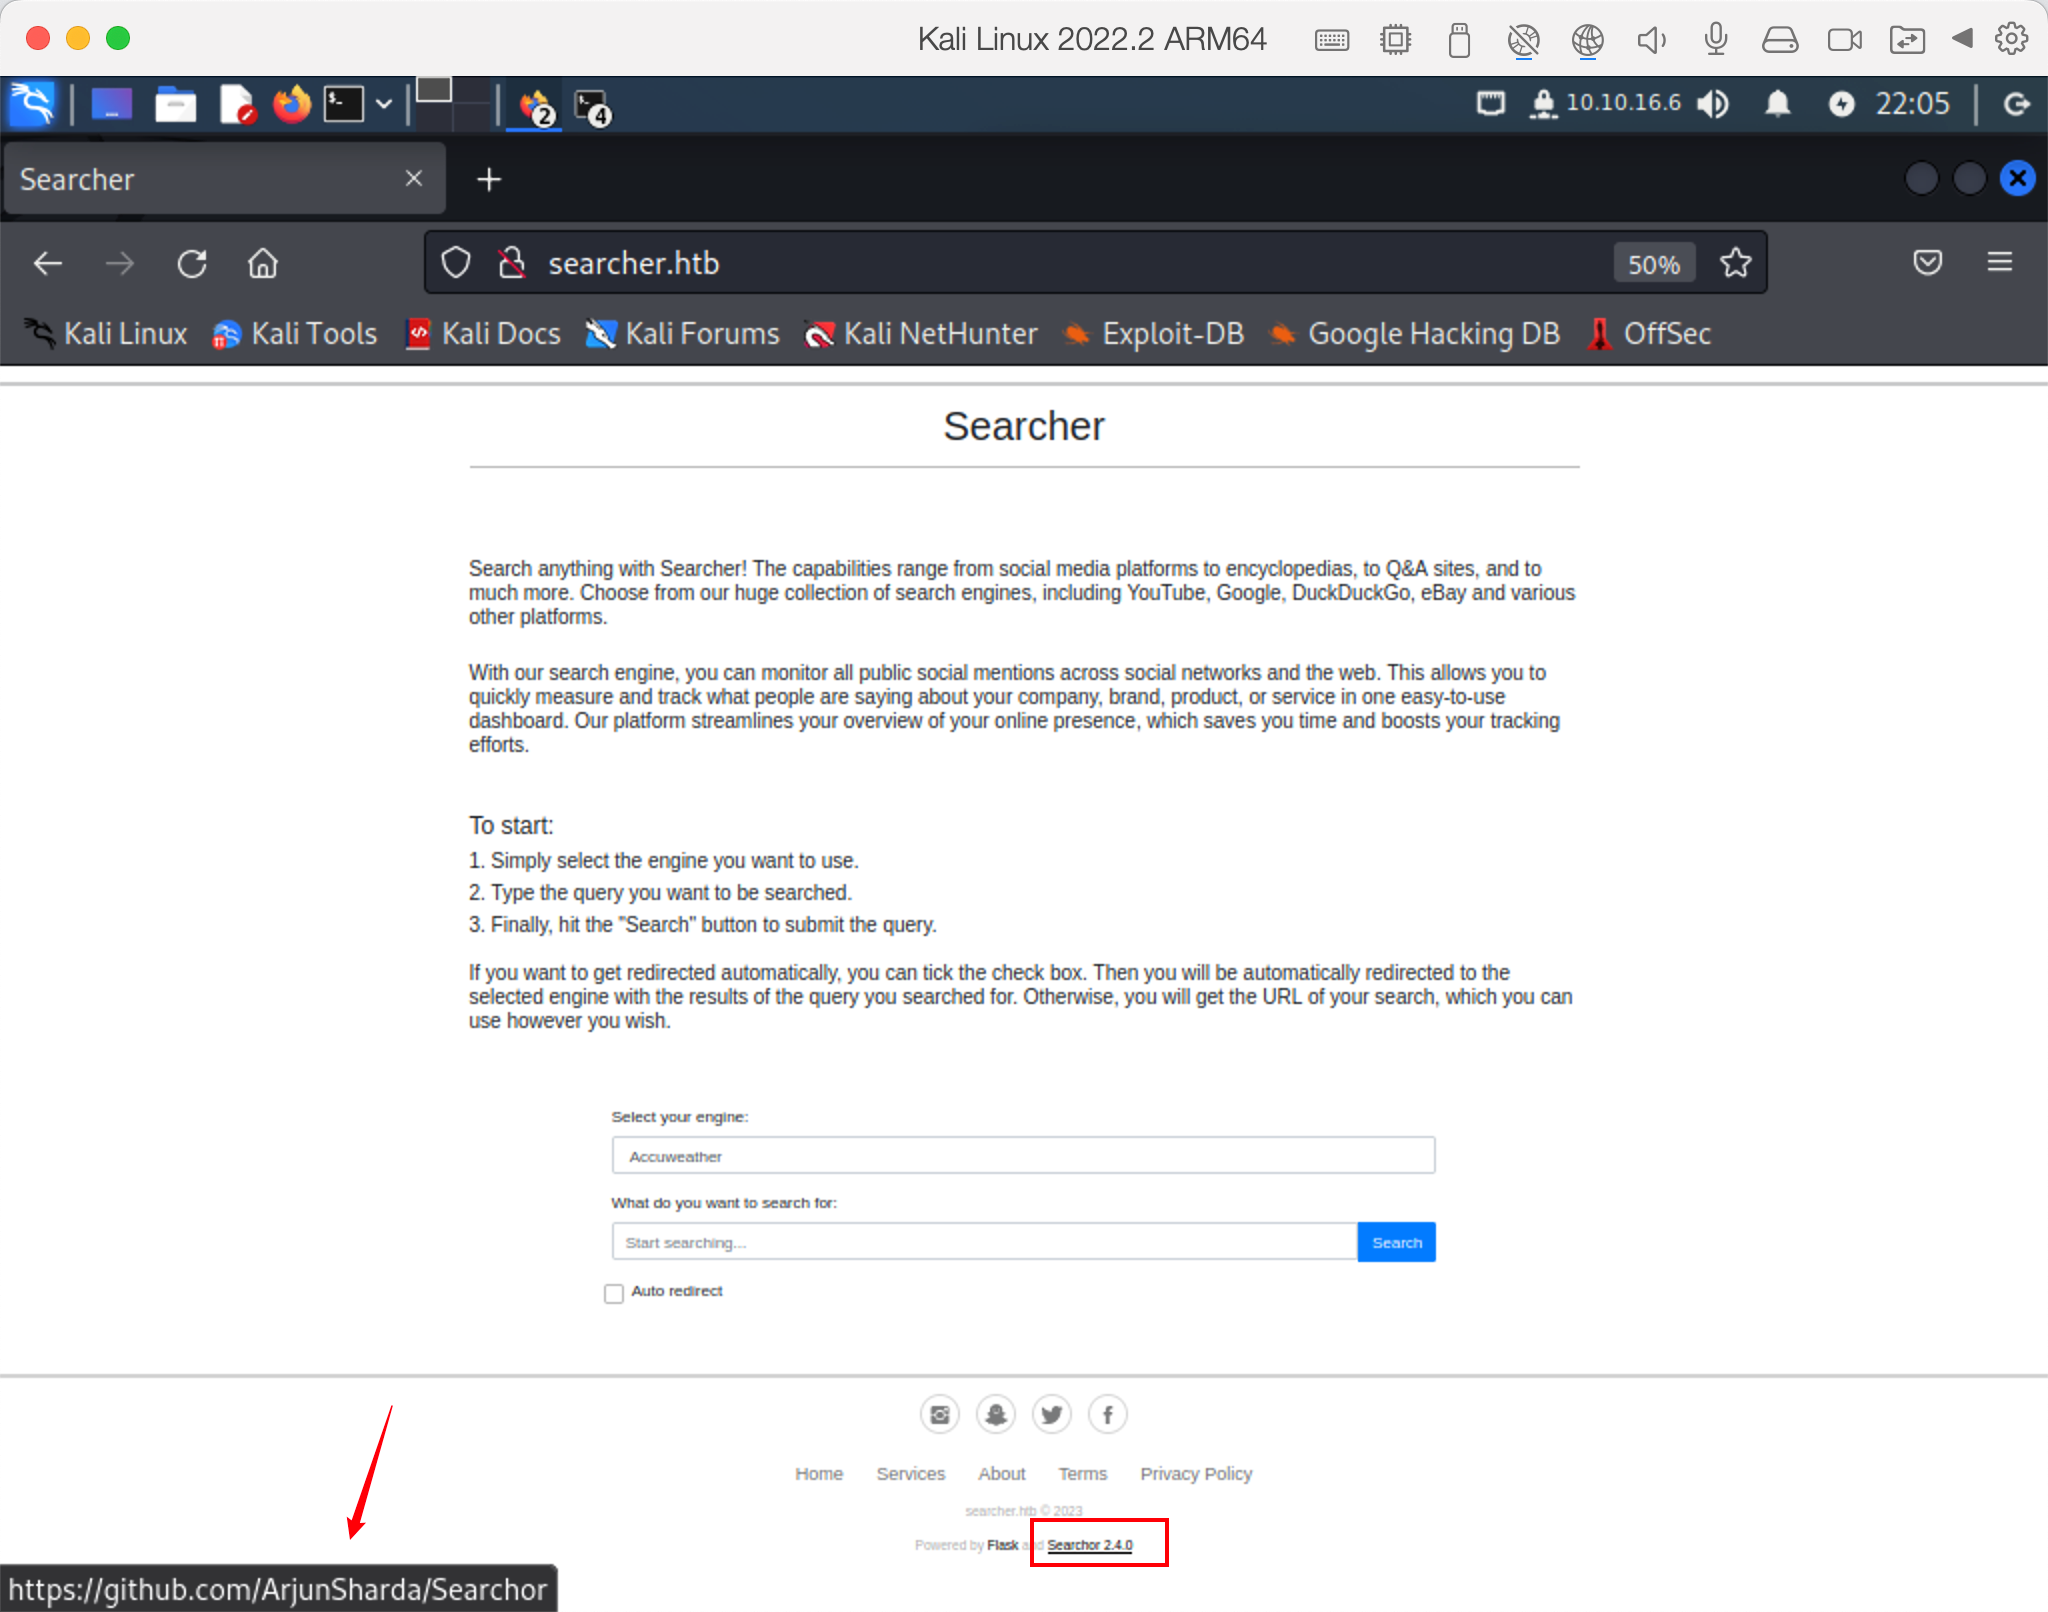 Kali Linux 2022.2 ARM64
2
4
10.10.16.6
22:05
Searcher
searcher.htb
50%
Kali Linux
Kali Tools
Kali Docs
Kali Forums
Kali NetHunter
Exploit-DB
Google Hacking DB
OffSec
Searcher
Search anything with Searcher! The capabilities range from social media platforms to encyclopedias, to Q&A sites, and to
much more. Choose from our huge collection of search engines, including YouTube, Google, DuckDuckGo, eBay and various
other platforms.
With our search engine, you can monitor all public social mentions across social networks and the web. This allows you to
quickly measure and track what people are saying about your company, brand, product, or service in one easy-to-use
dashboard. Our platform streamlines your overview of your online presence, which saves you time and boosts your tracking
efforts.
To start:
1. Simply select the engine you want to use.
2. Type the query you want to be searched.
3. Finally, hit the "Search" button to submit the query.
If you want to get redirected automatically, you can tick the check box. Then you will be automatically redirected to the
selected engine with the results of the query you searched for. Otherwise, you will get the URL of your search, which you can
use however you wish.
Select your engine:
Accuweather
What do you want to search for:
Start searching...
Search
Auto redirect
Home
Services
About
Terms
Privacy Policy
searcher.htb © 2023
Powered by Flask and Searchor 2.4.0
https://github.com/ArjunSharda/Searchor